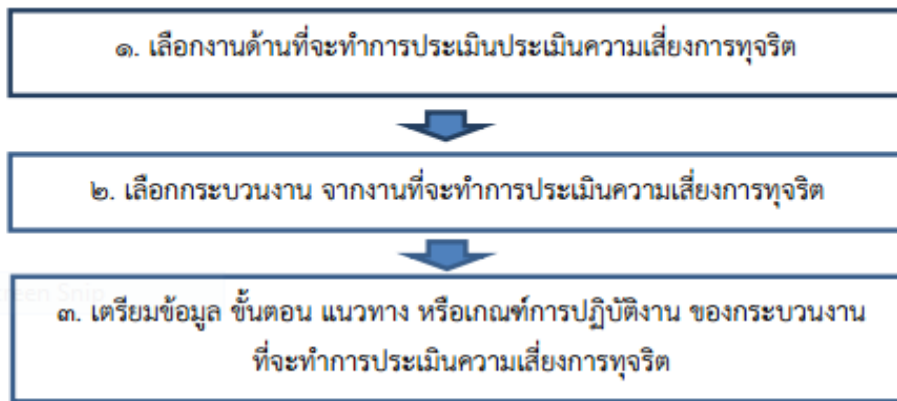 ๑. เลือกงานด้านที่จะทำการประเมินประเมินความเสี่ยงการทุจริต
๒. เลือกกระบวนงาน จากงานที่จะทำการประเมินความเสี่ยงการทุจริต
๓. เตรียมข้อมูล ขั้นตอน แนวทาง หรือเกณฑ์การปฏิบัติงาน ของกระบวนงาน
ที่จะทำการประเมินความเสี่ยงการทุจริต